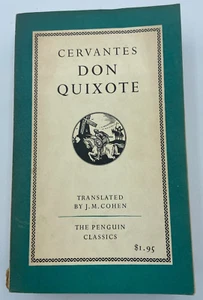 CERVANTES
DON
QUIXOTE
TRANSLATED
BY J. M. COHEN
THE PENGUIN
CLASSICS
$1.95